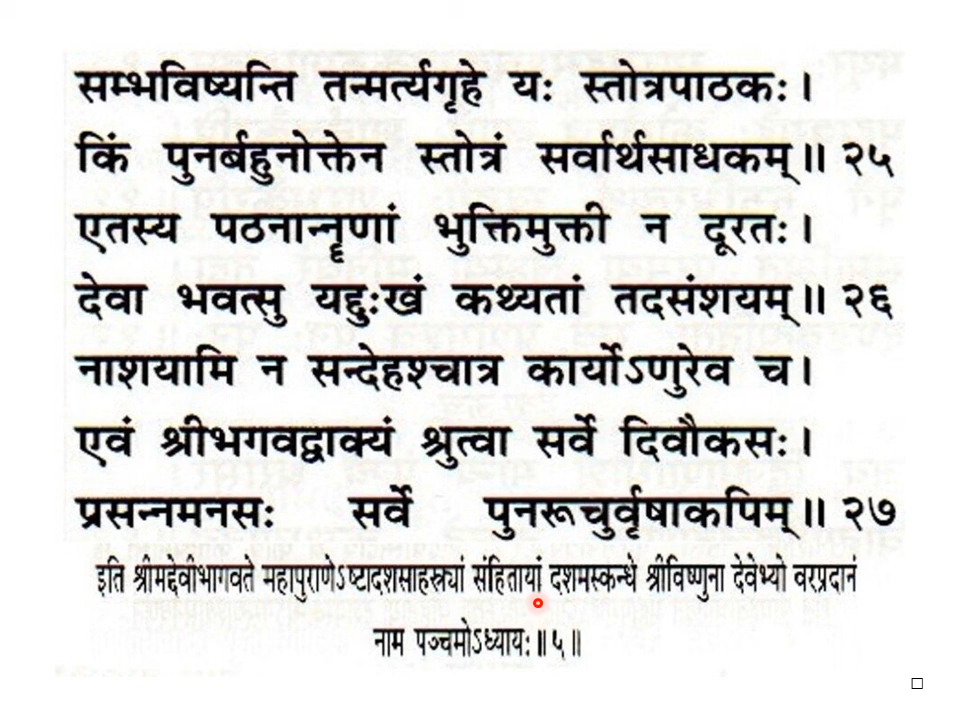 सम्भविष्यन्ति तन्मर्त्यगृहे यः स्तोत्रपाठकः।
किं पुनर्बहुनोक्तेन स्तोत्रं सर्वार्थसाधकम्॥ २५
एतस्य पठनान्नॄणां भुक्तिमुक्ती न दूरतः।
देवा भवत्सु यद्दुःखं कथ्यतां तदसंशयम्॥ २६
नाशयामि न सन्देहश्चात्र कार्योऽणुरेव च।
एवं श्रीभगवद्वाक्यं श्रुत्वा सर्वे दिवौकसः।
प्रसन्नमनसः सर्वे पुनरूचुर्वृषाकपिम्॥ २७
इति श्रीमद्देवीभागवते महापुराणेऽष्टादशसाहस्त्र्यां संहितायां दशमस्कन्धे श्रीविष्णुना देवेभ्यो वरप्रदानं
नाम पञ्चमोऽध्यायः॥५॥